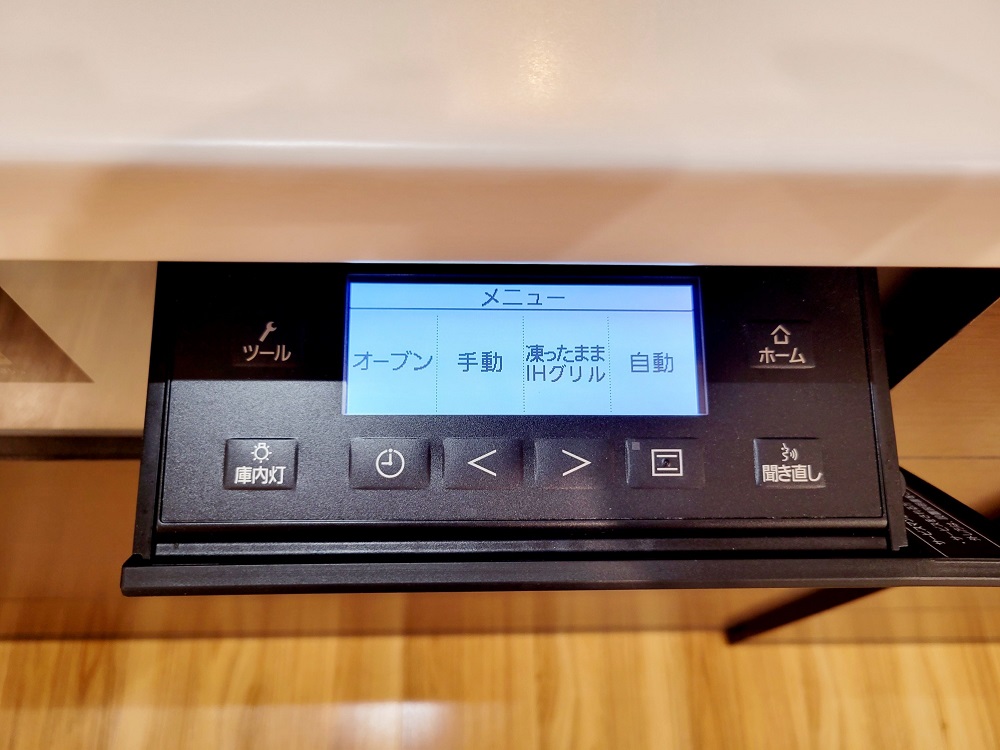 メニュー
ツール
オーブン
手動
凍ったまま
IHグリル
自動
ホーム
庫内灯
<
>
聞き直し